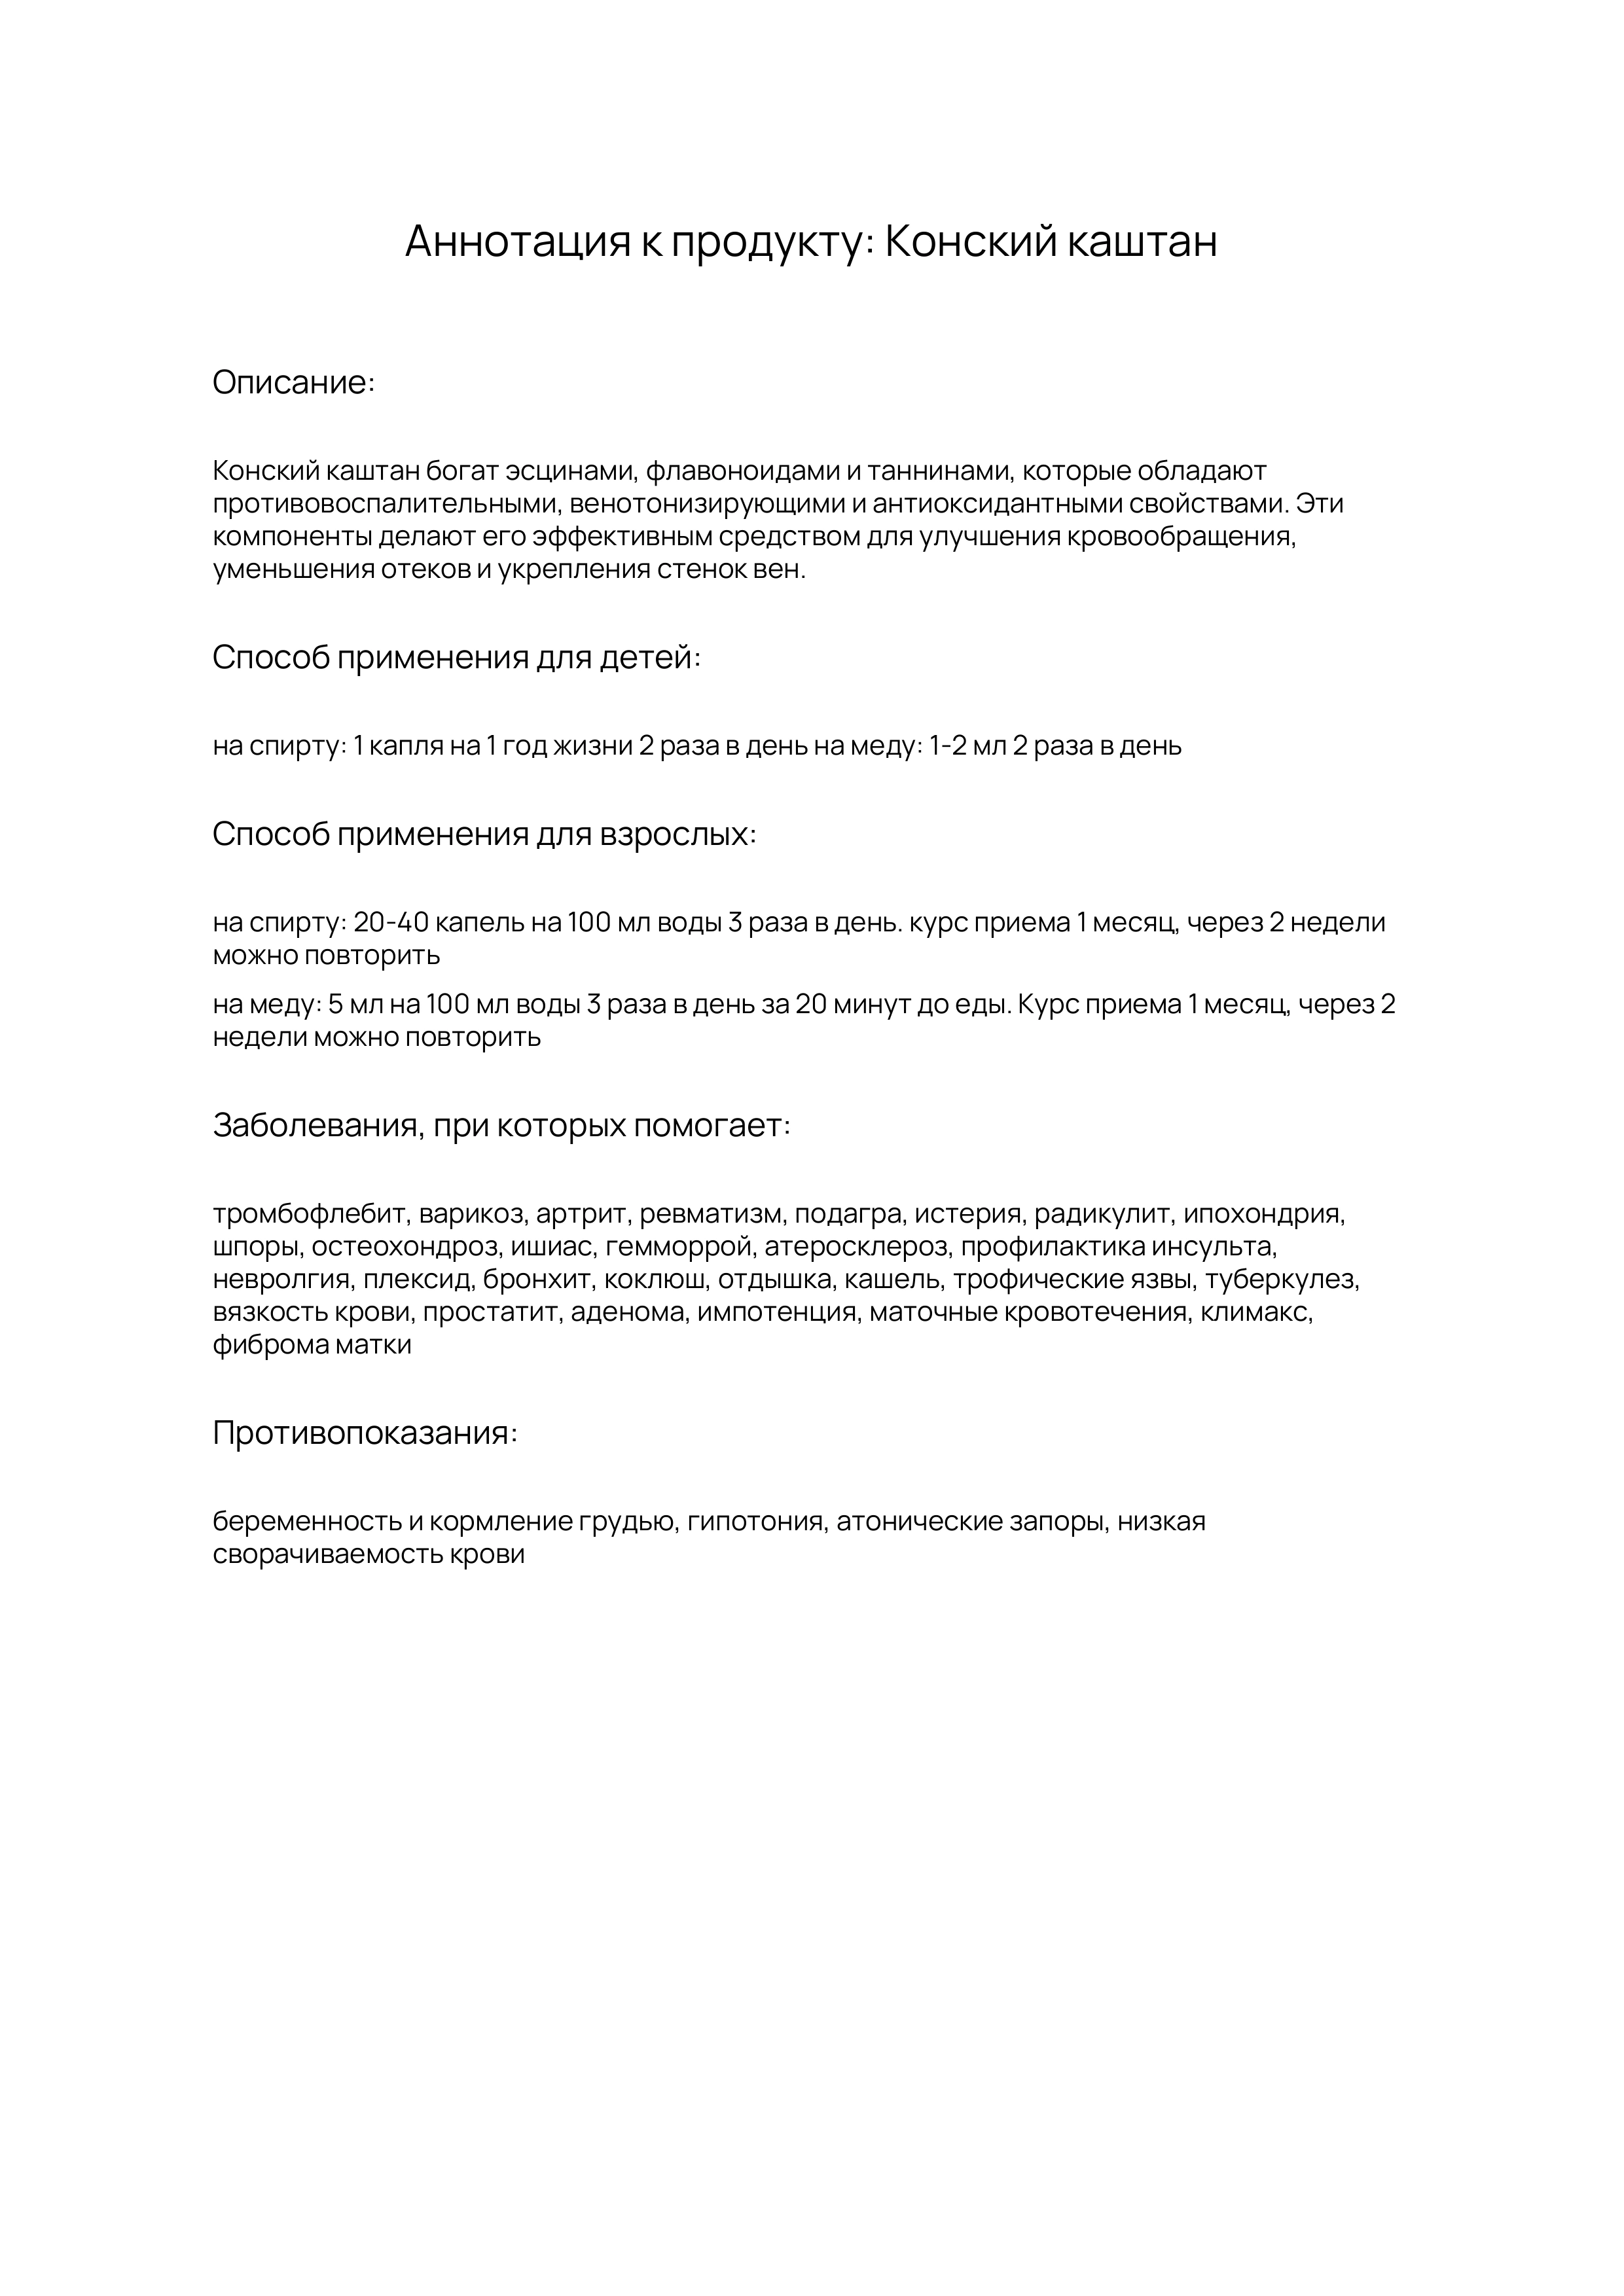 Аннотация к продукту: Конский каштан
Описание:
Конский каштан богат эсцинами, флавоноидами и таннинами, которые обладают
противовоспалительными, венотонизирующими и антиоксидантными свойствами. Эти
компоненты делают его эффективным средством для улучшения кровообращения,
уменьшения отеков и укрепления стенок вен.
Способ применения для детей:
на спирту: 1 капля на 1 год жизни 2 раза в день на меду: 1-2 мл 2 раза в день
Способ применения для взрослых:
на спирту: 20-40 капель на 100 мл воды 3 раза в день. курс приема 1 месяц, через 2 недели
можно повторить
на меду: 5 мл на 100 мл воды 3 раза в день за 20 минут до еды. Курс приема 1 месяц, через 2
недели можно повторить
Заболевания, при которых помогает:
тромбофлебит, варикоз, артрит, ревматизм, подагра, истерия, радикулит, ипохондрия,
шпоры, остеохондроз, ишиас, гемморрой, атеросклероз, профилактика инсульта,
невролгия, плексид, бронхит, коклюш, отдышка, кашель, трофические язвы, туберкулез,
вязкость крови, простатит, аденома, импотенция, маточные кровотечения, климакс,
фиброма матки
Противопоказания:
беременность и кормление грудью, гипотония, атонические запоры, низкая
сворачиваемость крови